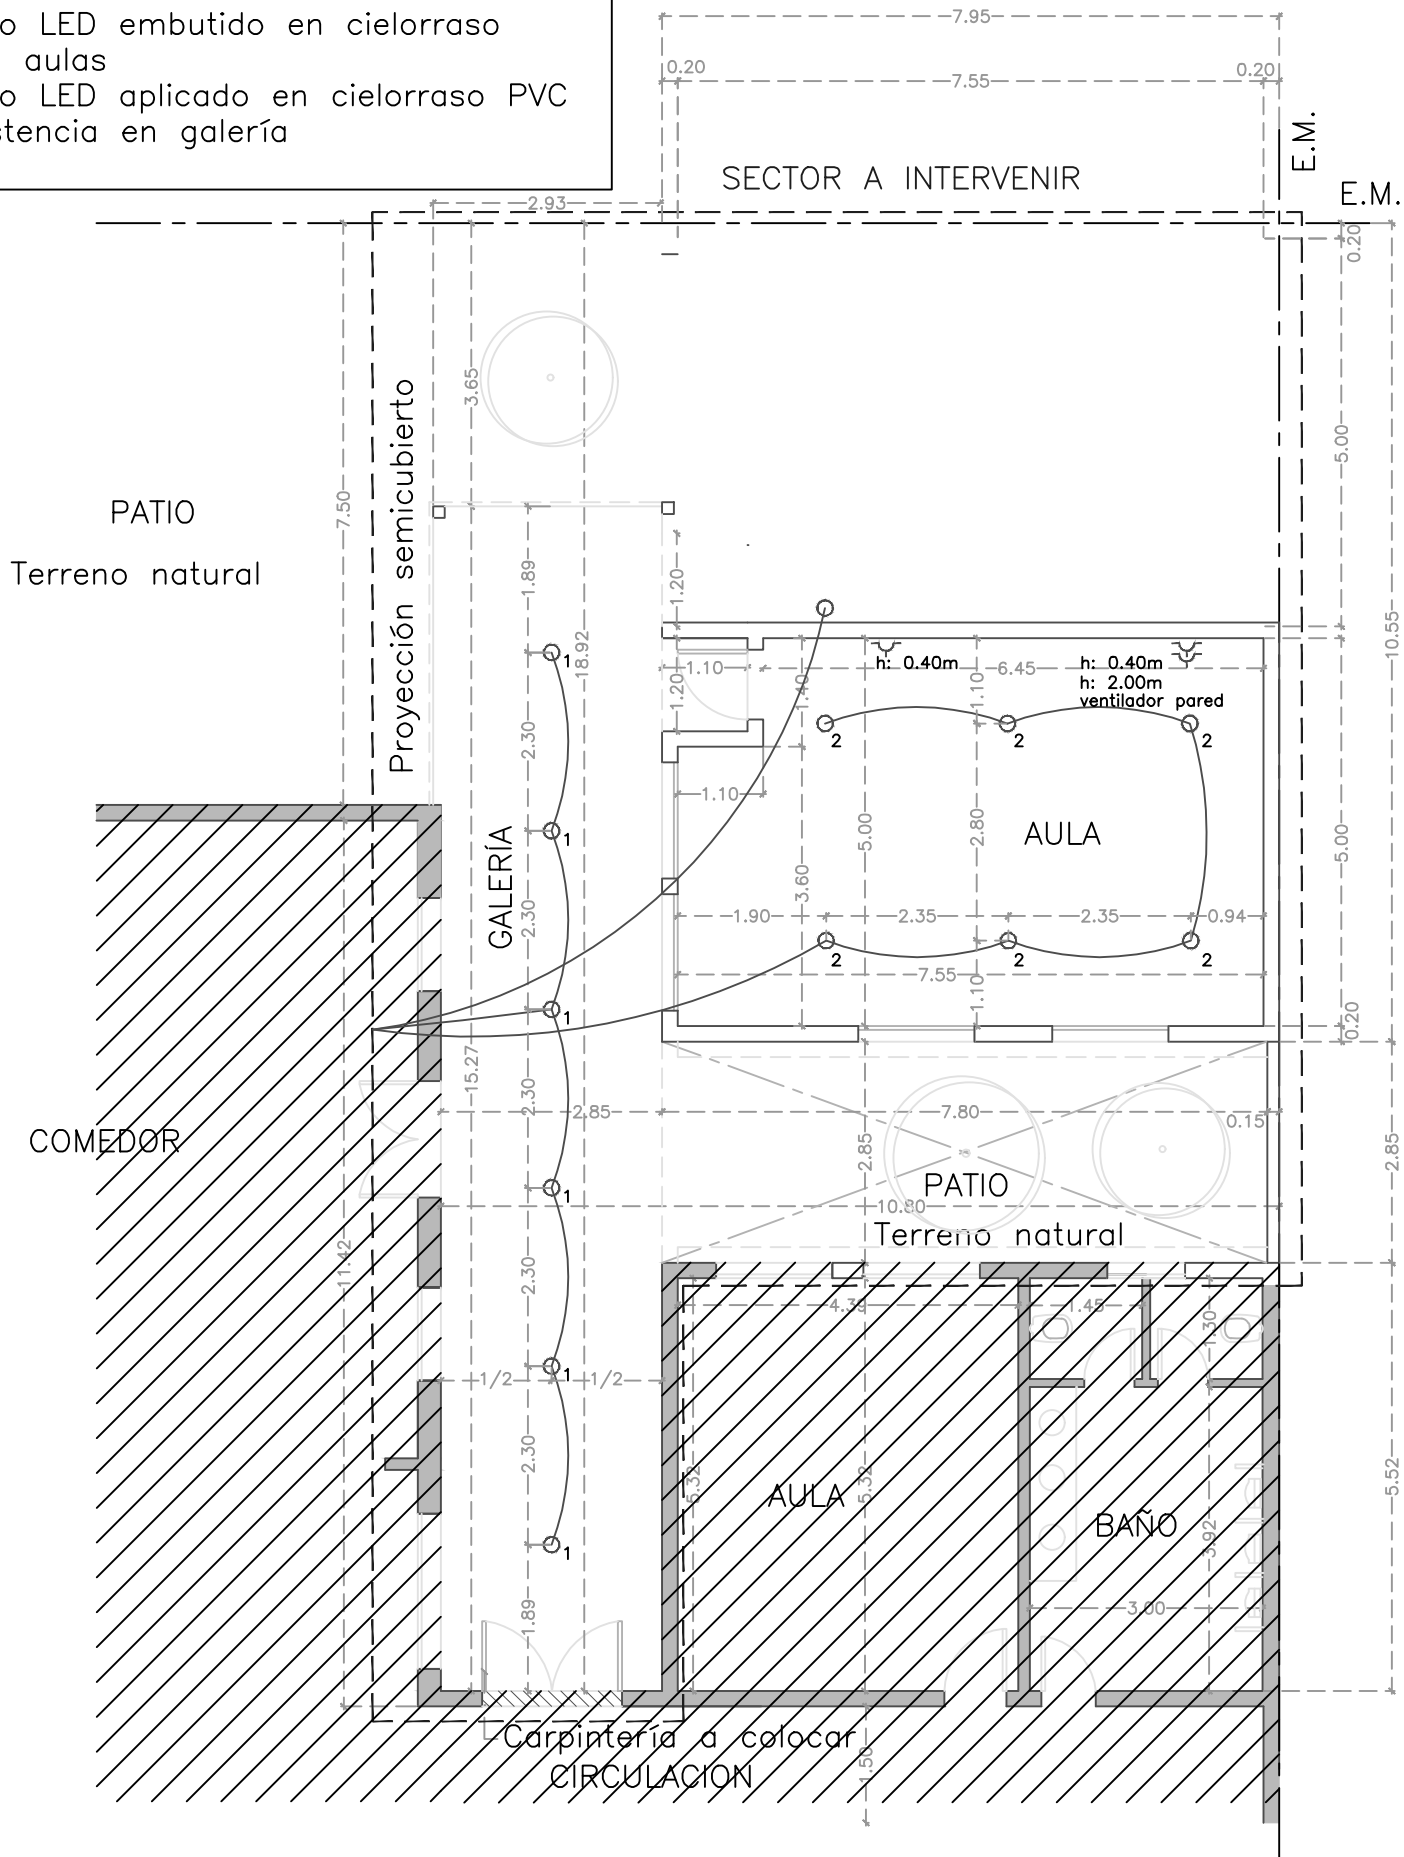 o LED embutido en cielorraso
aulas
o LED aplicado en cielorraso PVC
stencia en galería
7.95
0.20
7.55
0.20
E.M.
SECTOR A INTERVENIR
E.M.
2.93
0.20
3.65
Proyección semicubierto
5.00
7.50
PATIO
Terreno natural
1.89
1.20
10.55
18.92
1
h: 0.40m
6.45
h: 0.40m
h: 2.00m
ventilador pared
1.10
1.20
1.40
1.10
2.30
2
2
2
1.10
1
GALERÍA
5.00
2.80
AULA
5.00
3.60
2.30
1.90
2.35
2.35
0.94
2
2
2
7.55
1.10
1
0.20
15.27
2.30
2.85
7.80
0.15
COMEDOR
2.85
2.85
1
PATIO
10.80
Terreno natural
11.42
2.30
4.39
1.45
1.30
1
1/2
1/2
2.30
5.32
AULA
5.32
5.52
BAÑO
3.92
1
1.89
3.00
Carpintería a colocar
1.50
CIRCULACION